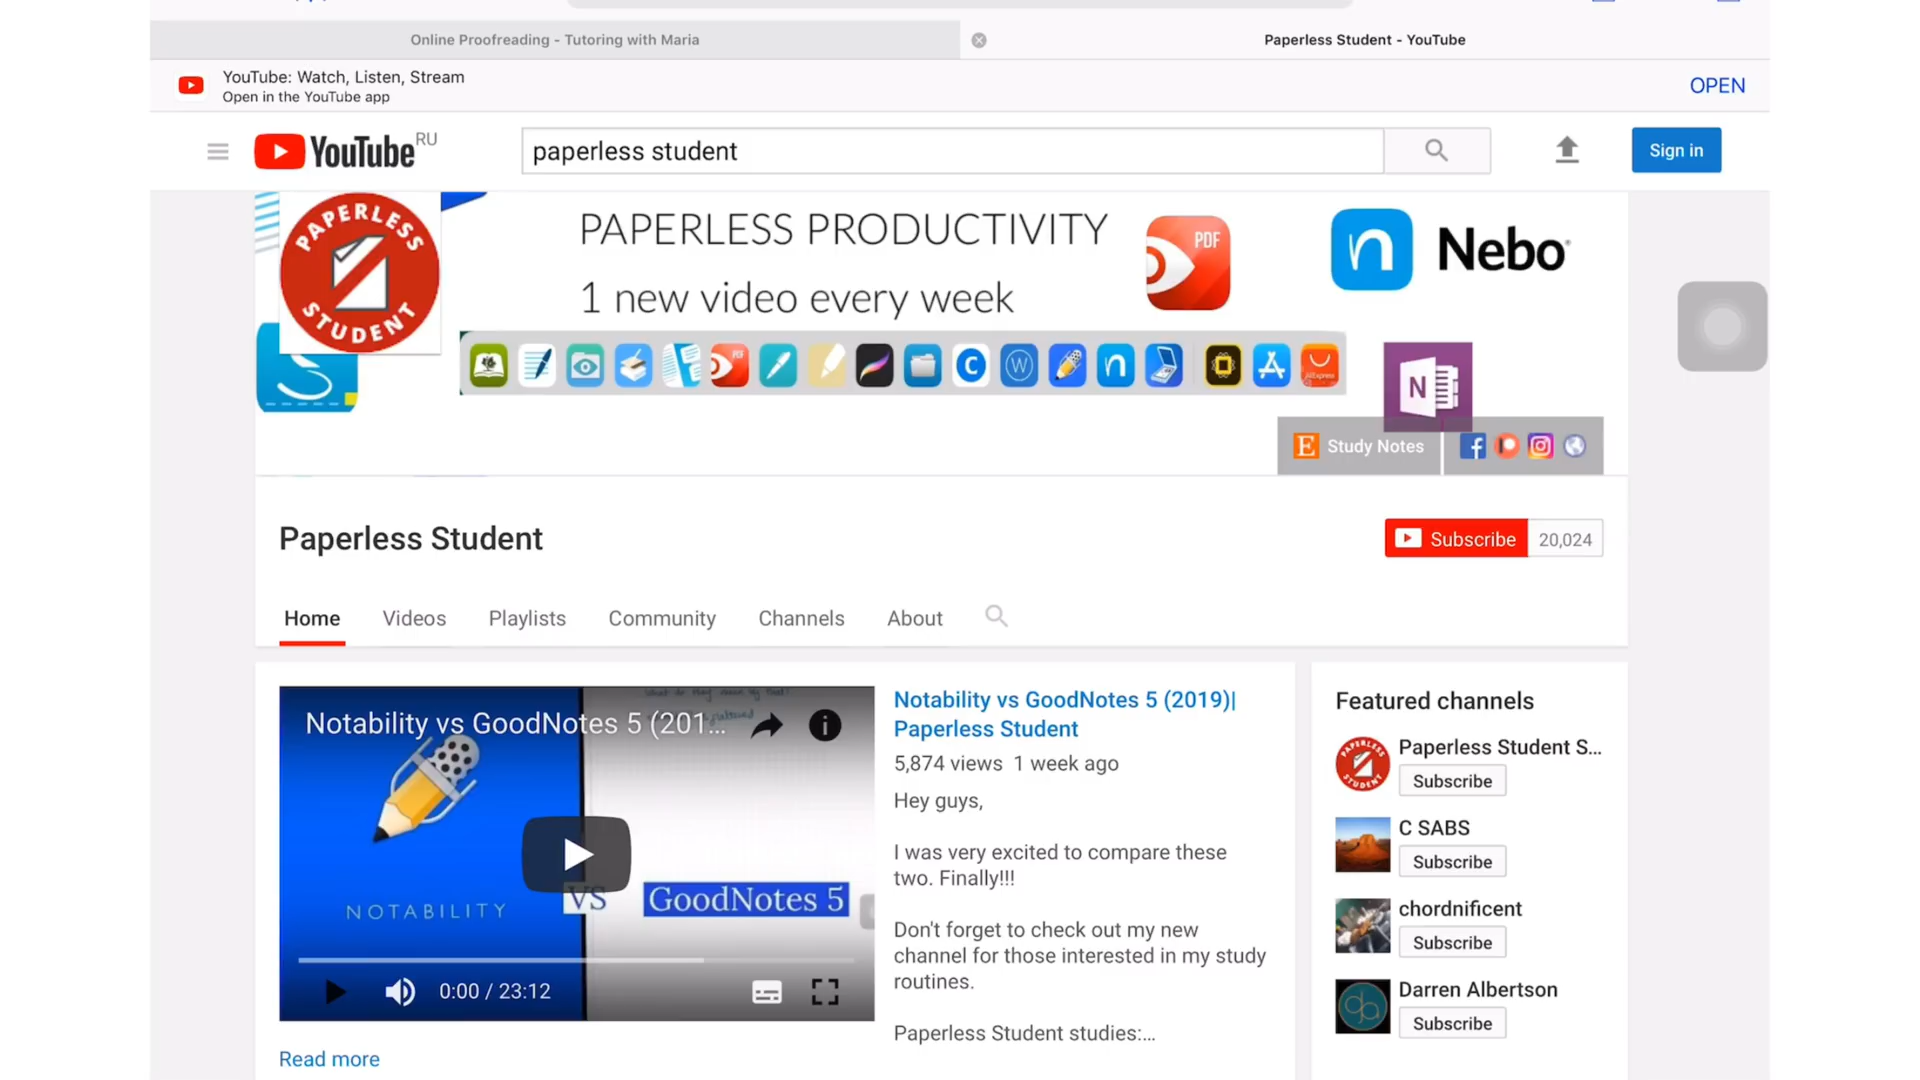 Online Proofreading - Tutoring with Maria
Paperless Student - YouTube
YouTube: Watch, Listen, Stream
Open in the YouTube app
OPEN
YouTube RU
paperless student
Sign in
PAPERLESS STUDENT
PAPERLESS PRODUCTIVITY
1 new video every week
PDF
n
Nebo
Study Notes
Paperless Student
Subscribe 20,024
Home
Videos
Playlists
Community
Channels
About
Notability vs GoodNotes 5 (201...
NOTABILITY
VS
GoodNotes 5
0:00 / 23:12
Read more
Notability vs GoodNotes 5 (2019)|
Paperless Student
5,874 views 1 week ago
Hey guys,
I was very excited to compare these
two. Finally!!!
Don't forget to check out my new
channel for those interested in my study
routines.
Paperless Student studies:...
Featured channels
Paperless Student S...
Subscribe
C SABS
Subscribe
chordnificent
Subscribe
Darren Albertson
Subscribe